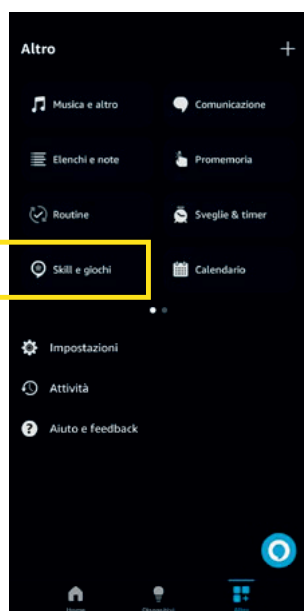 Altro
Musica e altro
Comunicazione
Elenchi e note
Promemoria
Routine
Sveglie & timer
Skill e giochi
Calendario
Impostazioni
Attività
Aiuto e feedback